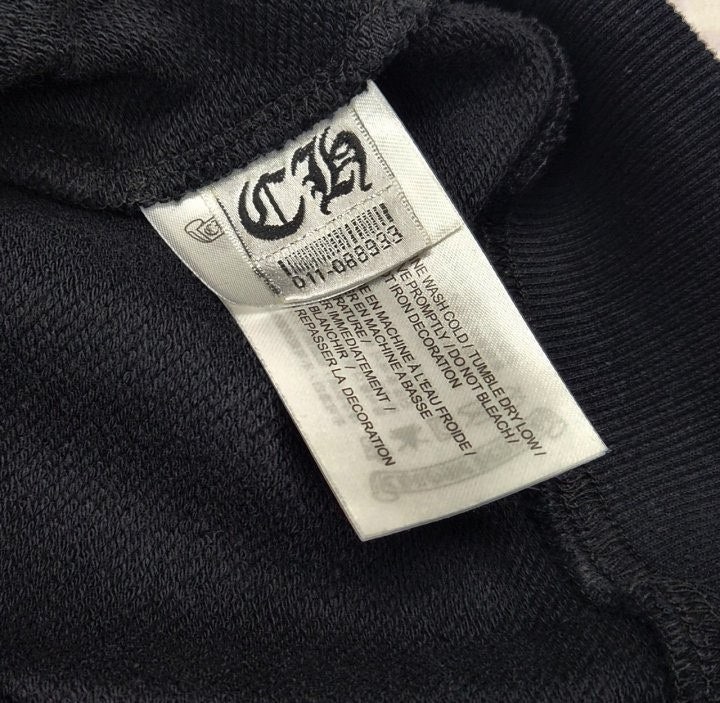 CH
011-088933
NE WASH COLD / TUMBLE DRY LOW /
VE PROMPTLY / DO NOT BLEACH /
T IRON DECORATION
E EN MACHINE À L'EAU FROIDE /
R EN MACHINE A BASSE
RATURE /
R IMMEDIATEMENT /
BLANCHIR /
REPASSER LA DECORATION